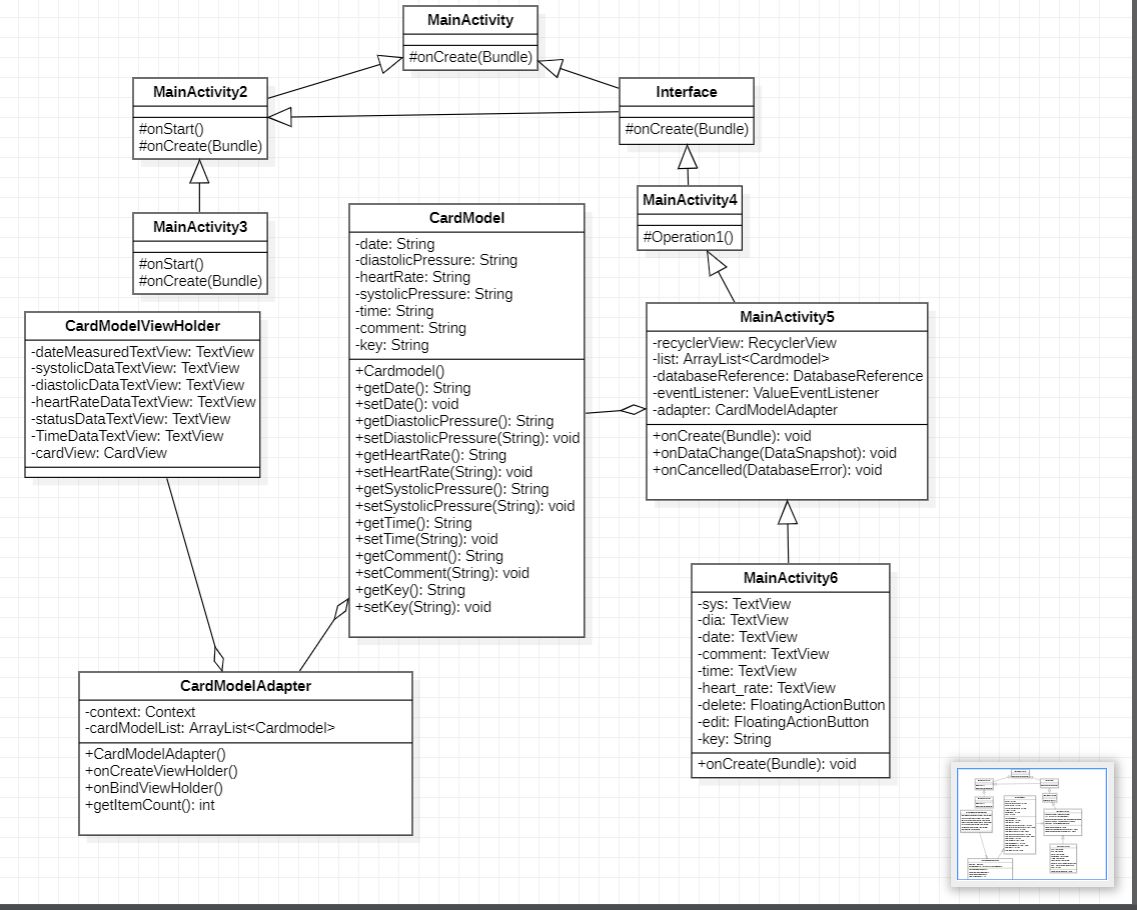 MainActivity
#onCreate(Bundle)
MainActivity2
#onStart()
#onCreate(Bundle)
Interface
#onCreate(Bundle)
MainActivity3
#onStart()
#onCreate(Bundle)
MainActivity4
#Operation1()
CardModel
-date: String
-diastolicPressure: String
-heartRate: String
-systolicPressure: String
-time: String
-comment: String
-key: String
+Cardmodel()
+getDate(): String
+setDate(): void
+getDiastolicPressure(): String
+setDiastolicPressure(String): void
+getHeartRate(): String
+setHeartRate(String): void
+getSystolicPressure(): String
+setSystolicPressure(String): void
+getTime(): String
+setTime(String): void
+getComment(): String
+setComment(String): void
+getKey(): String
+setKey(String): void
CardModelViewHolder
-dateMeasuredTextView: TextView
-systolicDataTextView: TextView
-diastolicDataTextView: TextView
-heartRateDataTextView: TextView
-statusDataTextView: TextView
-TimeDataTextView: TextView
-cardView: CardView
MainActivity5
-recyclerView: RecyclerView
-list: ArrayList<Cardmodel>
-databaseReference: DatabaseReference
-eventListener: ValueEventListener
-adapter: CardModelAdapter
+onCreate(Bundle): void
+onDataChange(DataSnapshot): void
+onCancelled(DatabaseError): void
MainActivity6
-sys: TextView
-dia: TextView
-date: TextView
-comment: TextView
-time: TextView
-heart_rate: TextView
-delete: FloatingActionButton
-edit: FloatingActionButton
-key: String
+onCreate(Bundle): void
CardModelAdapter
-context: Context
-cardModelList: ArrayList<Cardmodel>
+CardModelAdapter()
+onCreateViewHolder()
+onBindViewHolder()
+getItemCount(): int